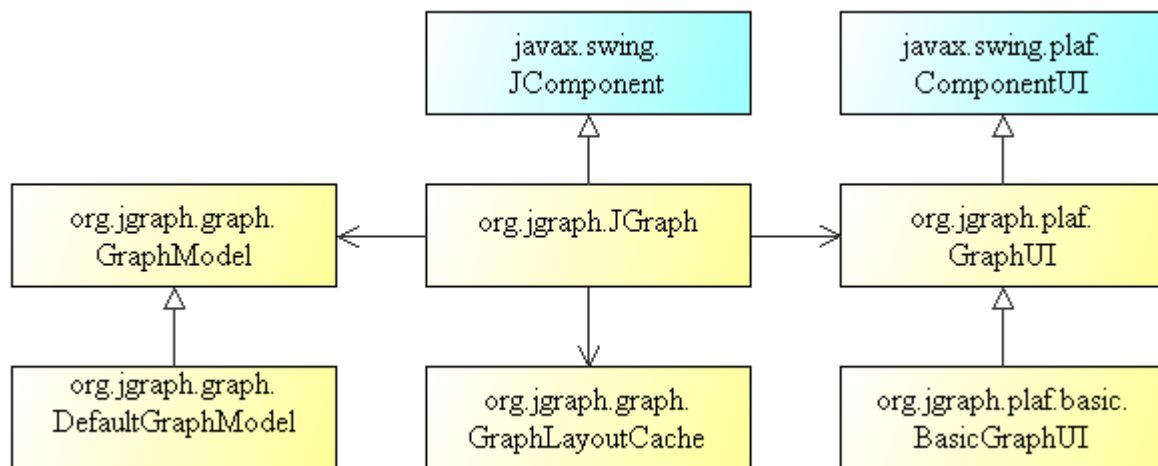 javax.swing.
JComponent
javax.swing.plaf.
ComponentUI
org.jgraph.graph.
GraphModel
org.jgraph.JGraph
org.jgraph.plaf.
GraphUI
org.jgraph.graph.
DefaultGraphModel
org.jgraph.graph.
GraphLayoutCache
org.jgraph.plaf.basic.
BasicGraphUI